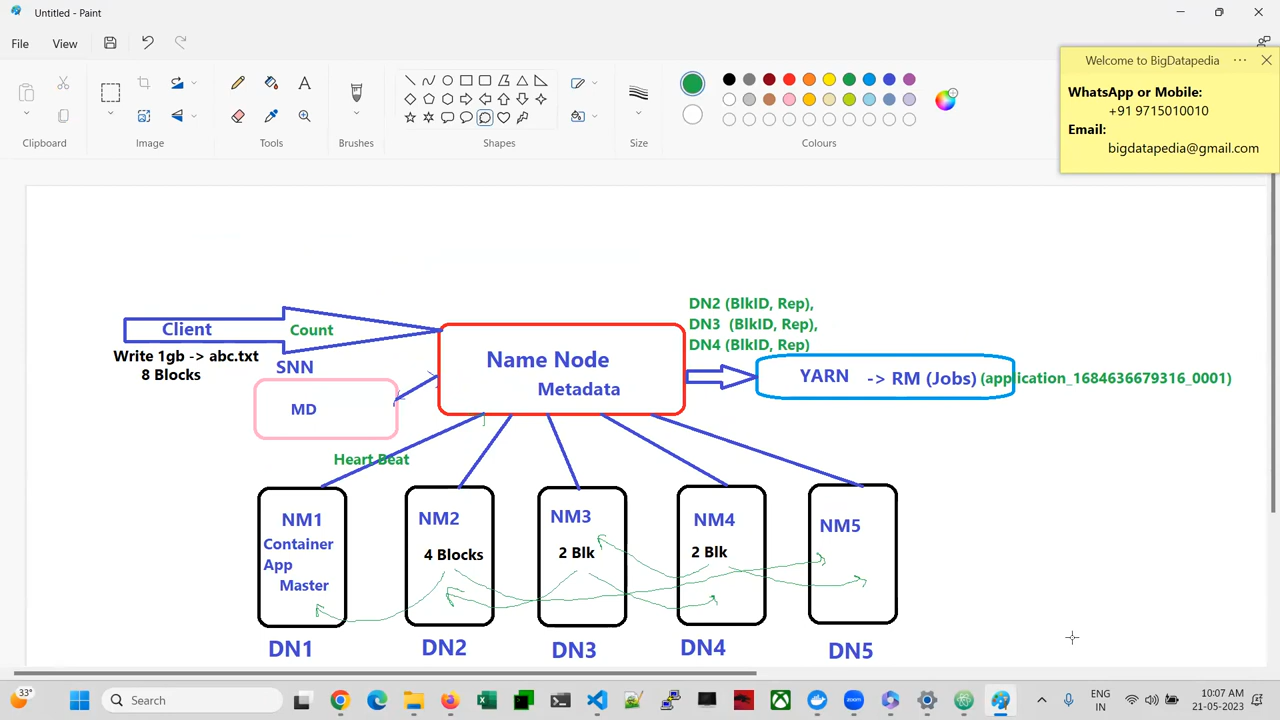 Untitled - Paint
File View
Welcome to BigDatapedia
WhatsApp or Mobile:
+91 9715010010
Email:
bigdatapedia@gmail.com
Clipboard
Image
Tools
Brushes
Shapes
Size
Colours
Client
Count
Write 1gb -> abc.txt
8 Blocks
SNN
MD
Name Node
Metadata
DN2 (BlkID, Rep),
DN3 (BlkID, Rep),
DN4 (BlkID, Rep)
YARN -> RM (Jobs) (application_1684636679316_0001)
Heart Beat
NM1
Container
App
Master
NM2
4 Blocks
NM3
2 Blk
NM4
2 Blk
NM5
DN1
DN2
DN3
DN4
DN5
33°
Search
ENG
IN
10:07 AM
21-05-2023